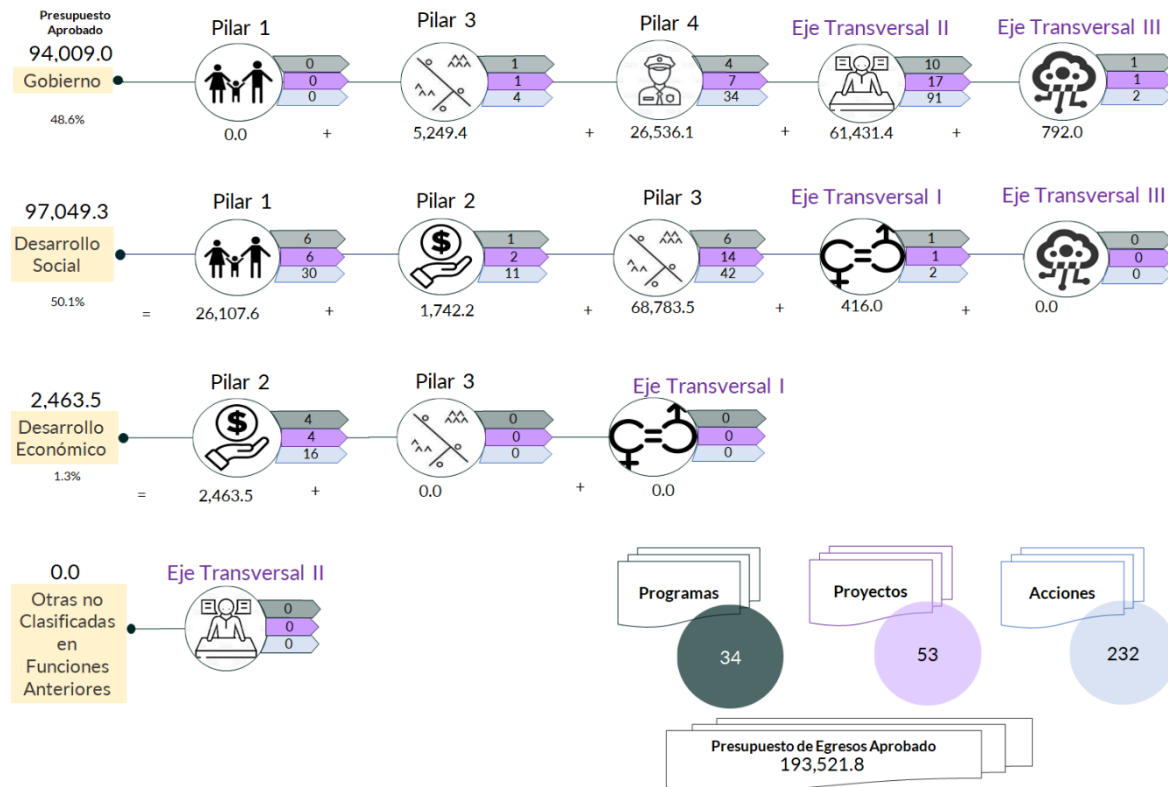 Presupuesto
Aprobado
94,009.0
Gobierno
48.6%
Pilar 1
0
0
0
0.0
+
Pilar 3
1
1
4
5,249.4
+
Pilar 4
4
7
34
26,536.1
+
Eje Transversal II
10
17
91
61,431.4
+
Eje Transversal III
1
1
2
792.0
97,049.3
Desarrollo
Social
50.1%
=
Pilar 1
6
6
30
26,107.6
+
Pilar 2
1
2
11
1,742.2
+
Pilar 3
6
14
42
68,783.5
+
Eje Transversal I
1
1
2
416.0
+
Eje Transversal III
0
0
0
0.0
2,463.5
Desarrollo
Económico
1.3%
=
Pilar 2
4
4
16
2,463.5
+
Pilar 3
0
0
0
0.0
+
Eje Transversal I
0
0
0
0.0
0.0
Otras no
Clasificadas
en
Funciones
Anteriores
Eje Transversal II
0
0
0
Programas
34
Proyectos
53
Acciones
232
Presupuesto de Egresos Aprobado
193,521.8